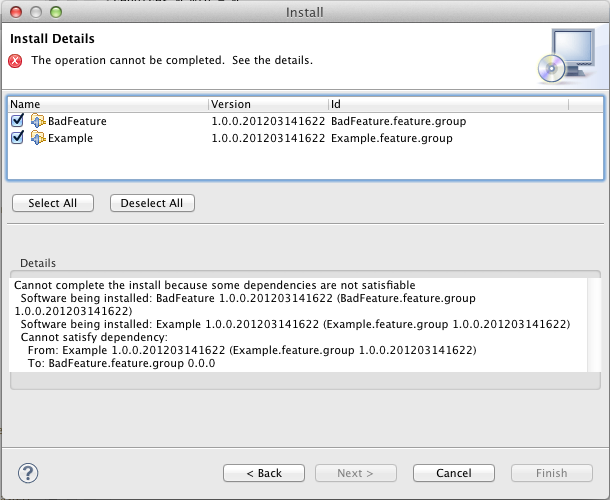 Install
Install Details
The operation cannot be completed.  See the details.
Name Version Id
BadFeature 1.0.0.201203141622 BadFeature.feature.group
Example 1.0.0.201203141622 Example.feature.group
Select All Deselect All
Details
Cannot complete the install because some dependencies are not satisfiable
Software being installed: BadFeature 1.0.0.201203141622 (BadFeature.feature.group
1.0.0.201203141622)
Software being installed: Example 1.0.0.201203141622 (Example.feature.group 1.0.0.201203141622)
Cannot satisfy dependency:
From: Example 1.0.0.201203141622 (Example.feature.group 1.0.0.201203141622)
To: BadFeature.feature.group 0.0.0
? < Back Next > Cancel Finish